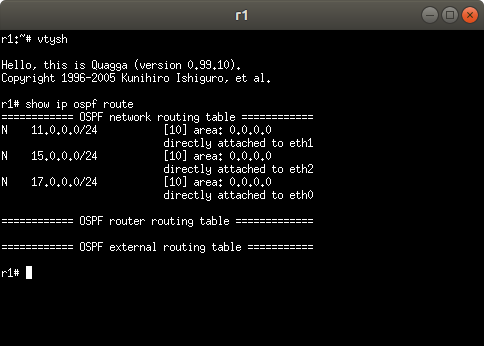 r1
r1:~# vtysh
Hello, this is Quagga (version 0.99.10).
Copyright 1996-2005 Kunihiro Ishiguro, et al.
r1# show ip ospf route
============ OSPF network routing table ============
N    11.0.0.0/24           [10] area: 0.0.0.0
                           directly attached to eth1
N    15.0.0.0/24           [10] area: 0.0.0.0
                           directly attached to eth2
N    17.0.0.0/24           [10] area: 0.0.0.0
                           directly attached to eth0
============ OSPF router routing table =============
============ OSPF external routing table ===========
r1#